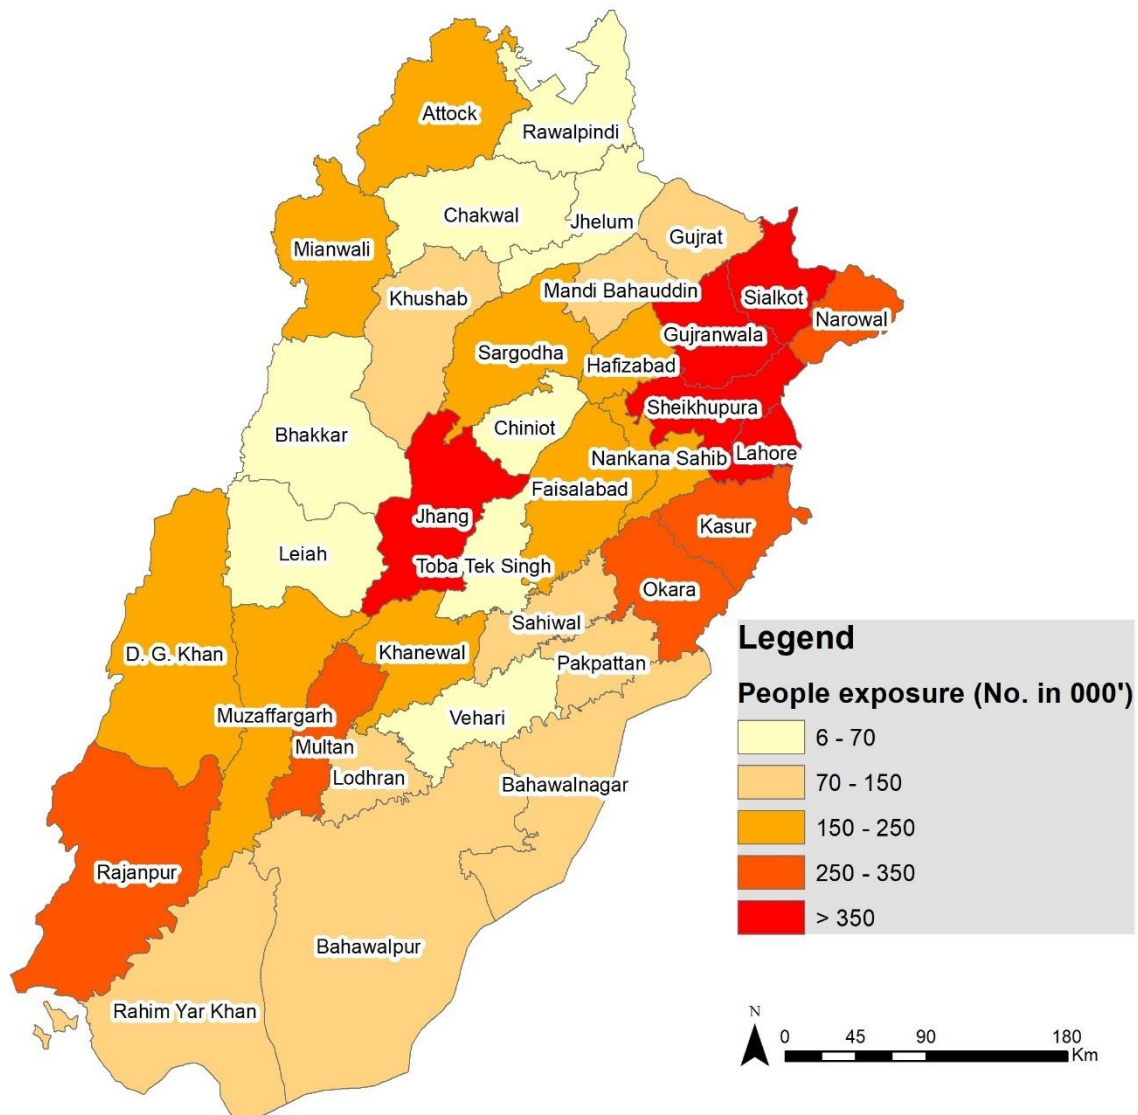 Attock
Rawalpindi
Chakwal
Jhelum
Gujrat
Mianwali
Khushab
Mandi Bahauddin
Sialkot
Narowal
Gujranwala
Sargodha
Hafizabad
Sheikhupura
Chiniot
Bhakkar
Lahore
Nankana Sahib
Faisalabad
Jhang
Kasur
Leiah
Toba Tek Singh
Okara
Sahiwal
D. G. Khan
Khanewal
Pakpattan
Muzaffargarh
Vehari
Multan
Lodhran
Bahawalnagar
Rajanpur
Bahawalpur
Rahim Yar Khan
Legend
People exposure (No. in 000')
6 - 70
70 - 150
150 - 250
250 - 350
> 350
N
0 45 90 180
Km